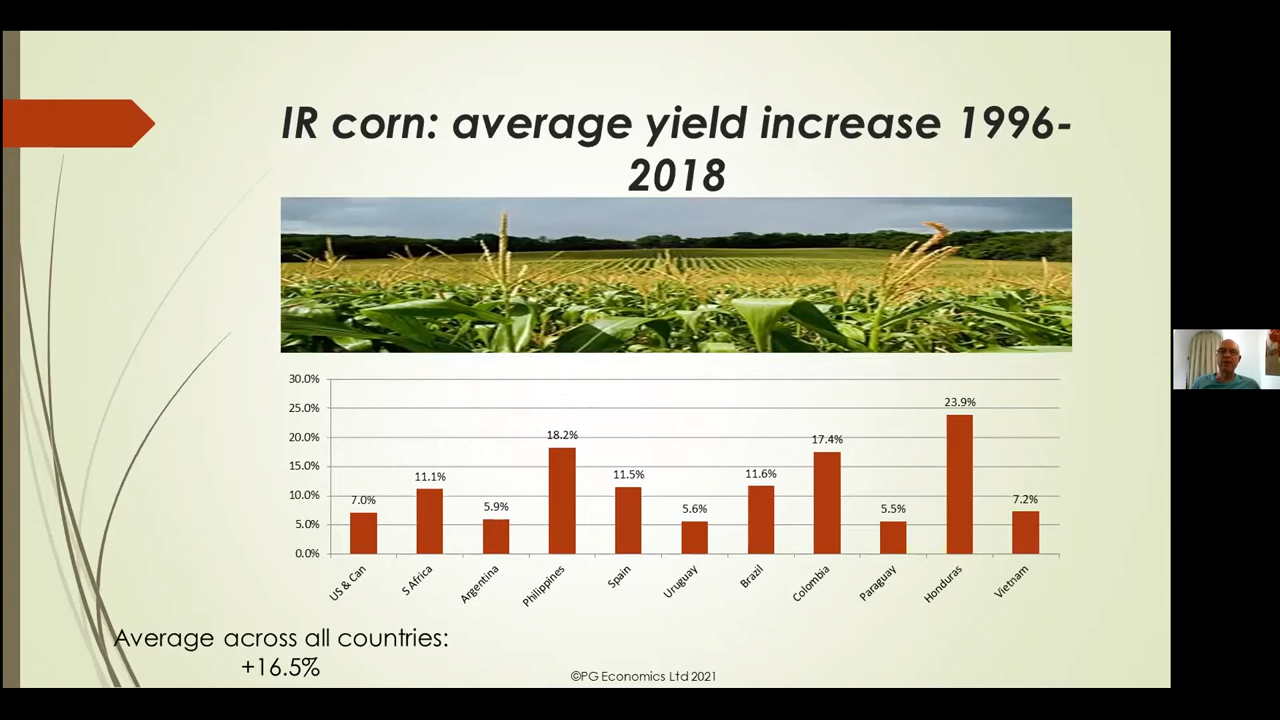 IR corn: average yield increase 1996-
2018
30.0%
25.0%
20.0%
15.0%
10.0%
5.0%
0.0%
7.0%
11.1%
5.9%
18.2%
11.5%
5.6%
11.6%
17.4%
5.5%
23.9%
7.2%
US & Can
S Africa
Argentina
Philippines
Spain
Uruguay
Brazil
Colombia
Paraguay
Honduras
Vietnam
Average across all countries:
+16.5%
©PG Economics Ltd 2021